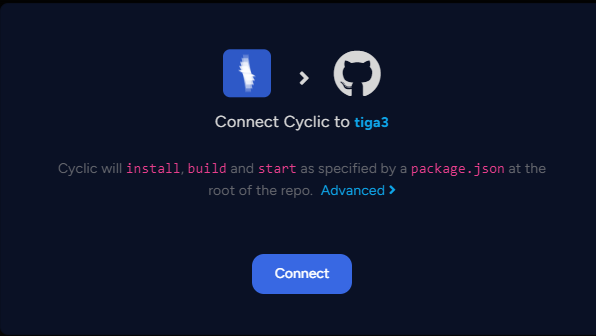 Connect Cyclic to tiga3
Cyclic will install, build and start as specified by a package.json at the
root of the repo. Advanced
Connect